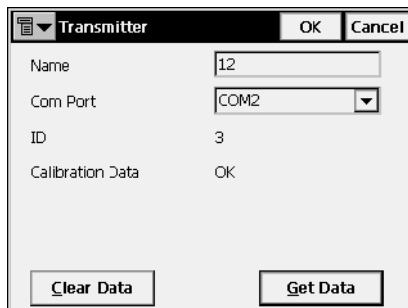 Transmitter OK Cancel
Name 12
Com Port COM2
ID 3
Calibration Data OK
Clear Data Get Data